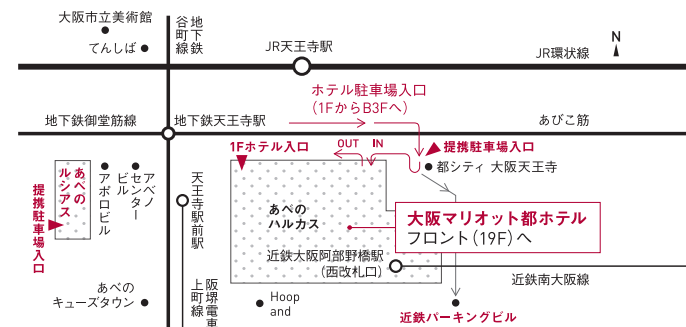 大阪市立美術館
てんしば
地下鉄
谷町線
JR天王寺駅
JR環状線
N
ホテル駐車場入口
(1FからB3Fへ)
地下鉄御堂筋線
地下鉄天王寺駅
あびこ筋
1Fホテル入口
OUT
IN
提携駐車場入口
都シティ 大阪天王寺
あべの
ルシアス
提携駐車場入口
アポロビル
アベノ
センター
ビル
天王寺駅前駅
あべの
ハルカス
大阪マリオット都ホテル
フロント(19F)へ
近鉄大阪阿部野橋駅
(西改札口)
近鉄南大阪線
あべの
キューズタウン
阪堺電車
上町線
Hoop
and
近鉄パーキングビル